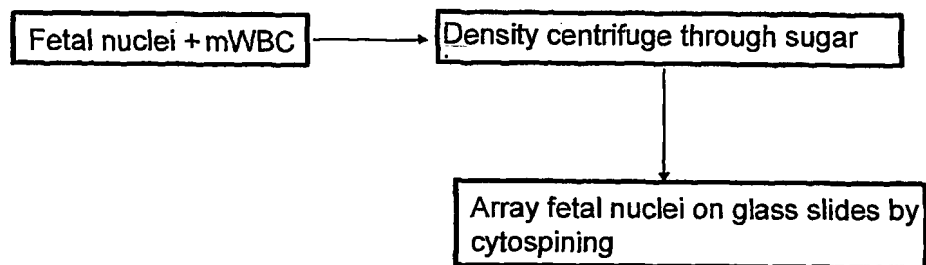 Fetal nuclei + mWBC
Density centrifuge through sugar
Array fetal nuclei on glass slides by
cytospining